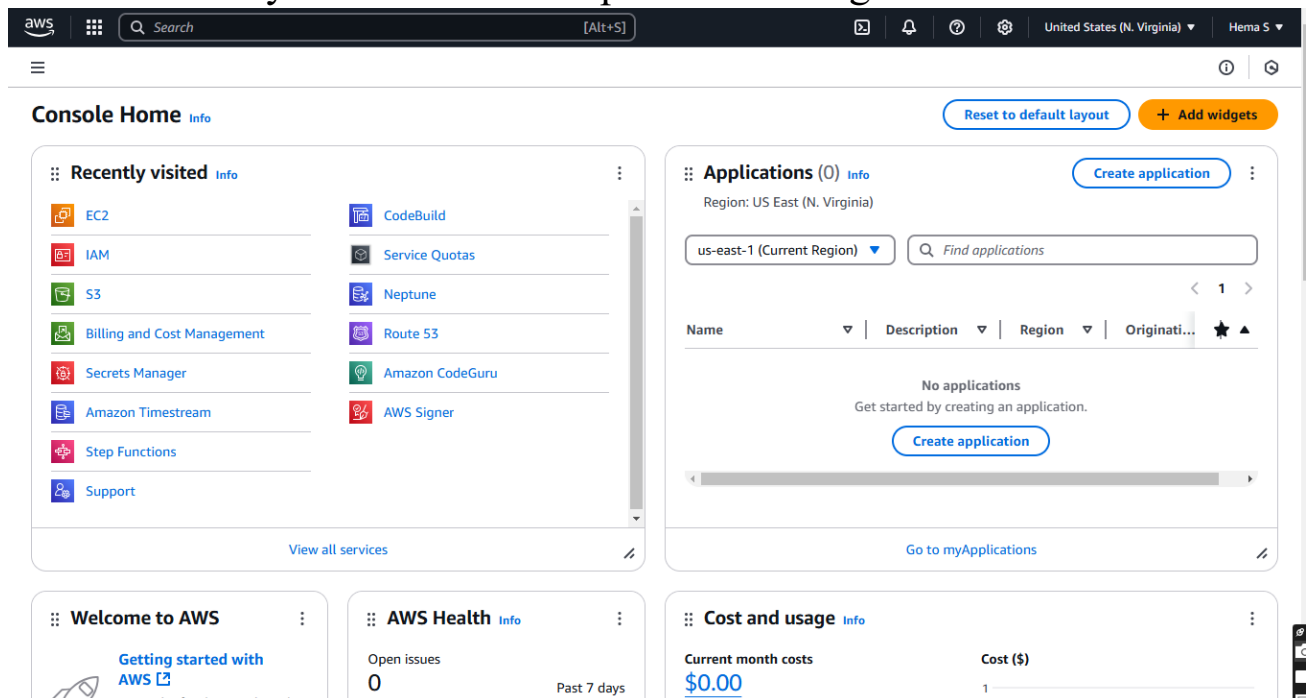 aws Search [Alt+S] United States (N. Virginia) Hema S
Console Home Info Reset to default layout + Add widgets
Recently visited Info
EC2
IAM
S3
Billing and Cost Management
Secrets Manager
Amazon Timestream
Step Functions
Support
CodeBuild
Service Quotas
Neptune
Route 53
Amazon CodeGuru
AWS Signer
View all services
Applications (0) Info Create application
Region: US East (N. Virginia)
us-east-1 (Current Region) Find applications
1
Name Description Region Originati...
No applications
Get started by creating an application.
Create application
Go to myApplications
Welcome to AWS
Getting started with
AWS
AWS Health Info
Open issues
0 Past 7 days
Cost and usage Info
Current month costs Cost ($)
$0.00
1